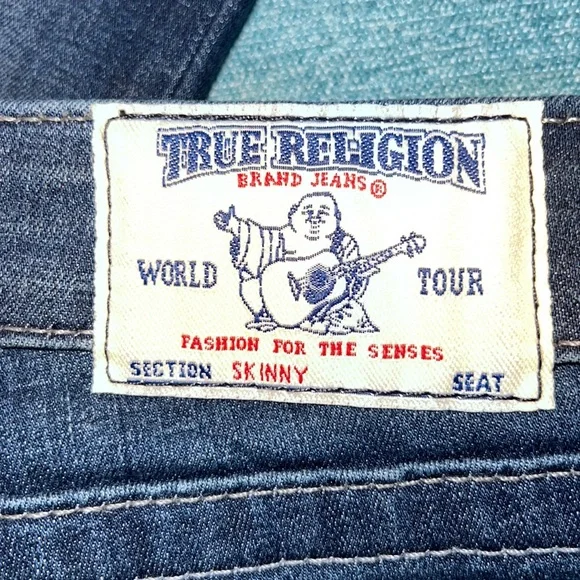 TRUE RELIGION
BRAND JEANS®
WORLD TOUR
FASHION FOR THE SENSES
SECTION SKINNY SEAT